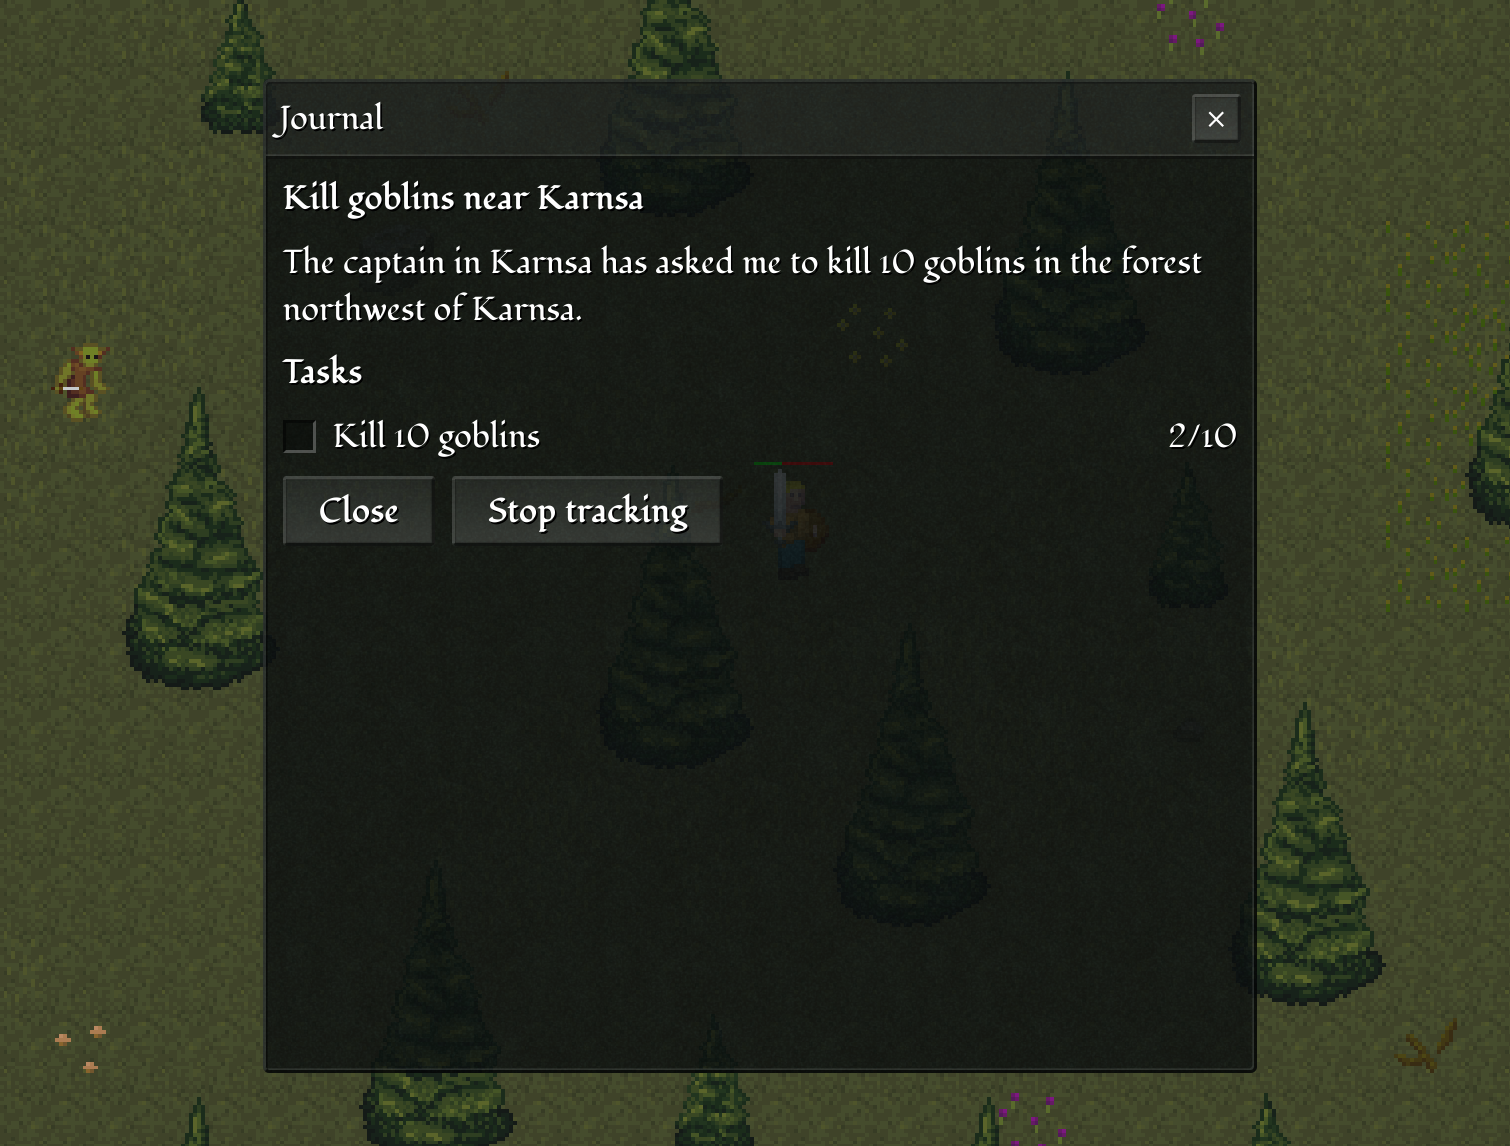 Journal
Kill goblins near Karnsa
The captain in Karnsa has asked me to kill 10 goblins in the forest
northwest of Karnsa.
Tasks
Kill 10 goblins 2/10
Close Stop tracking